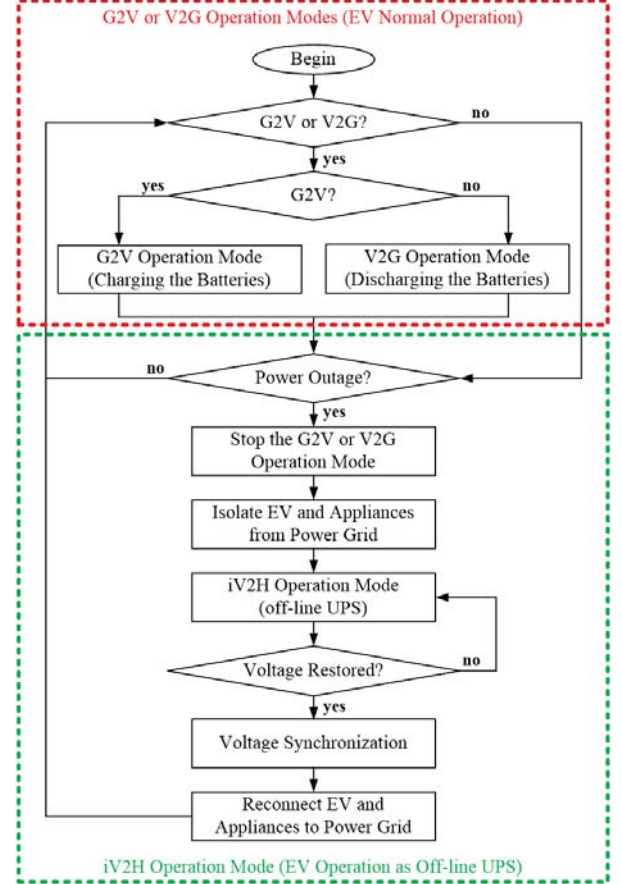 G2V or V2G Operation Modes (EV Normal Operation)
Begin
G2V or V2G?
no
yes
G2V?
yes
no
G2V Operation Mode
(Charging the Batteries)
V2G Operation Mode
(Discharging the Batteries)
Power Outage?
no
yes
Stop the G2V or V2G
Operation Mode
Isolate EV and Appliances
from Power Grid
iV2H Operation Mode
(off-line UPS)
Voltage Restored?
no
yes
Voltage Synchronization
Reconnect EV and
Appliances to Power Grid
iV2H Operation Mode (EV Operation as Off-line UPS)